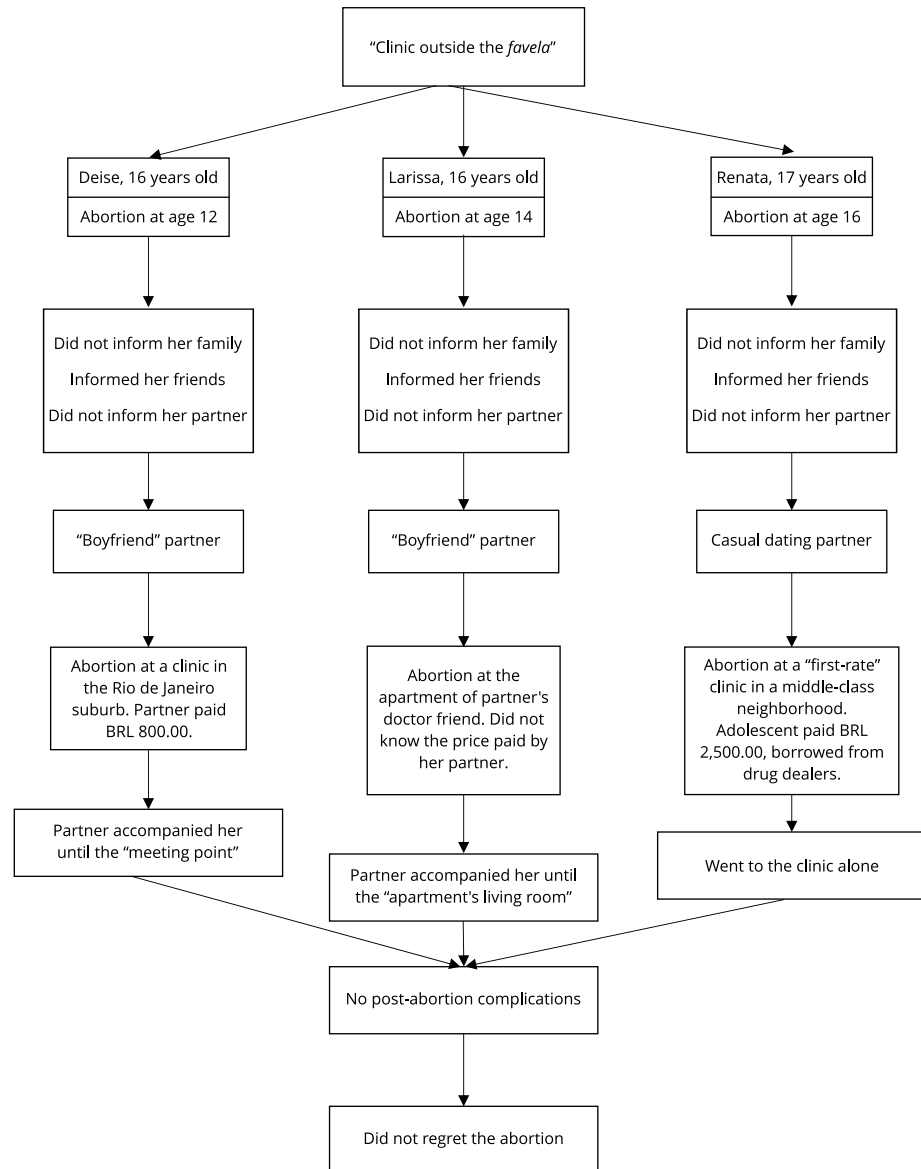 “Clinic outside the favela”
Deise, 16 years old
Abortion at age 12
Larissa, 16 years old
Abortion at age 14
Renata, 17 years old
Abortion at age 16
Did not inform her family
Informed her friends
Did not inform her partner
Did not inform her family
Informed her friends
Did not inform her partner
Did not inform her family
Informed her friends
Did not inform her partner
“Boyfriend” partner
“Boyfriend” partner
Casual dating partner
Abortion at a clinic in
the Rio de Janeiro
suburb. Partner paid
BRL 800.00.
Abortion at the
apartment of partner's
doctor friend. Did not
know the price paid by
her partner.
Abortion at a “first-rate”
clinic in a middle-class
neighborhood.
Adolescent paid BRL
2,500.00, borrowed from
drug dealers.
Partner accompanied her
until the “meeting point”
Partner accompanied her until
the “apartment's living room”
Went to the clinic alone
No post-abortion complications
Did not regret the abortion